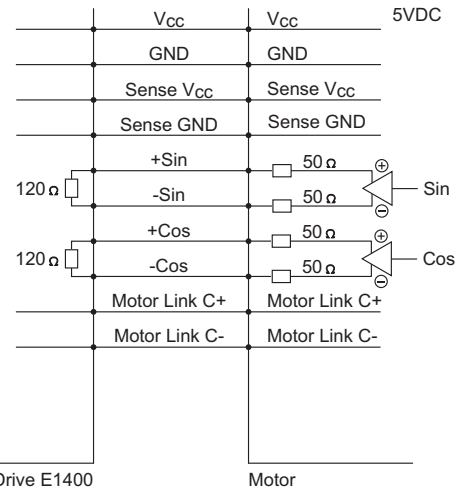 Vcc Vcc 5VDC
GND GND
Sense Vcc Sense Vcc
Sense GND Sense GND
+Sin 50 Ω ⊕
120 Ω -Sin 50 Ω Sin
⊖
+Cos 50 Ω ⊕
120 Ω -Cos 50 Ω Cos
⊖
Motor Link C+ Motor Link C+
Motor Link C- Motor Link C-
Drive E1400 Motor